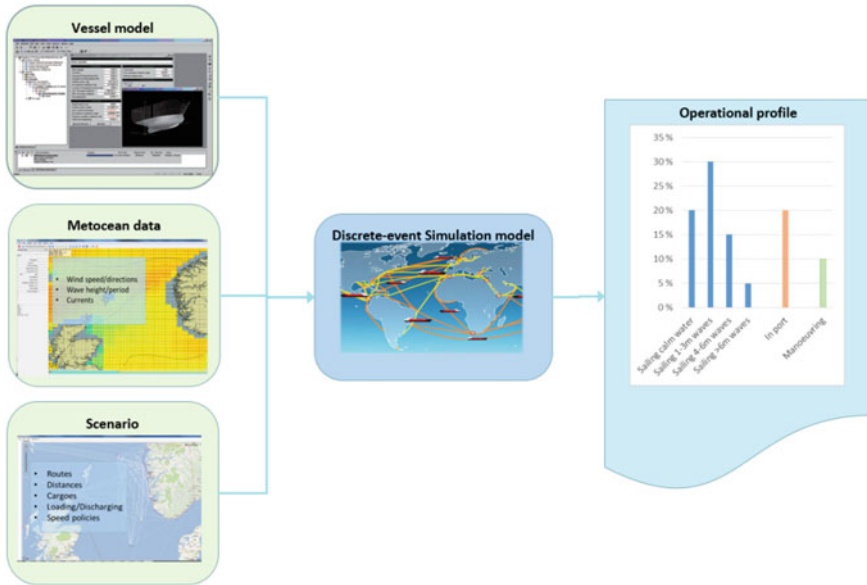 Vessel model
Metocean data
• Wind speed/directions
• Wave height/period
• Currents
Scenario
• Routes
• Distances
• Cargoes
• Loading/Discharging
• Speed policies
Discrete-event Simulation model
Operational profile
35 %
30 %
25 %
20 %
15 %
10 %
5 %
0 %
Sailing calm water
Sailing 1-3m waves
Sailing 4-6m waves
Sailing >6m waves
In port
Manoeuvring